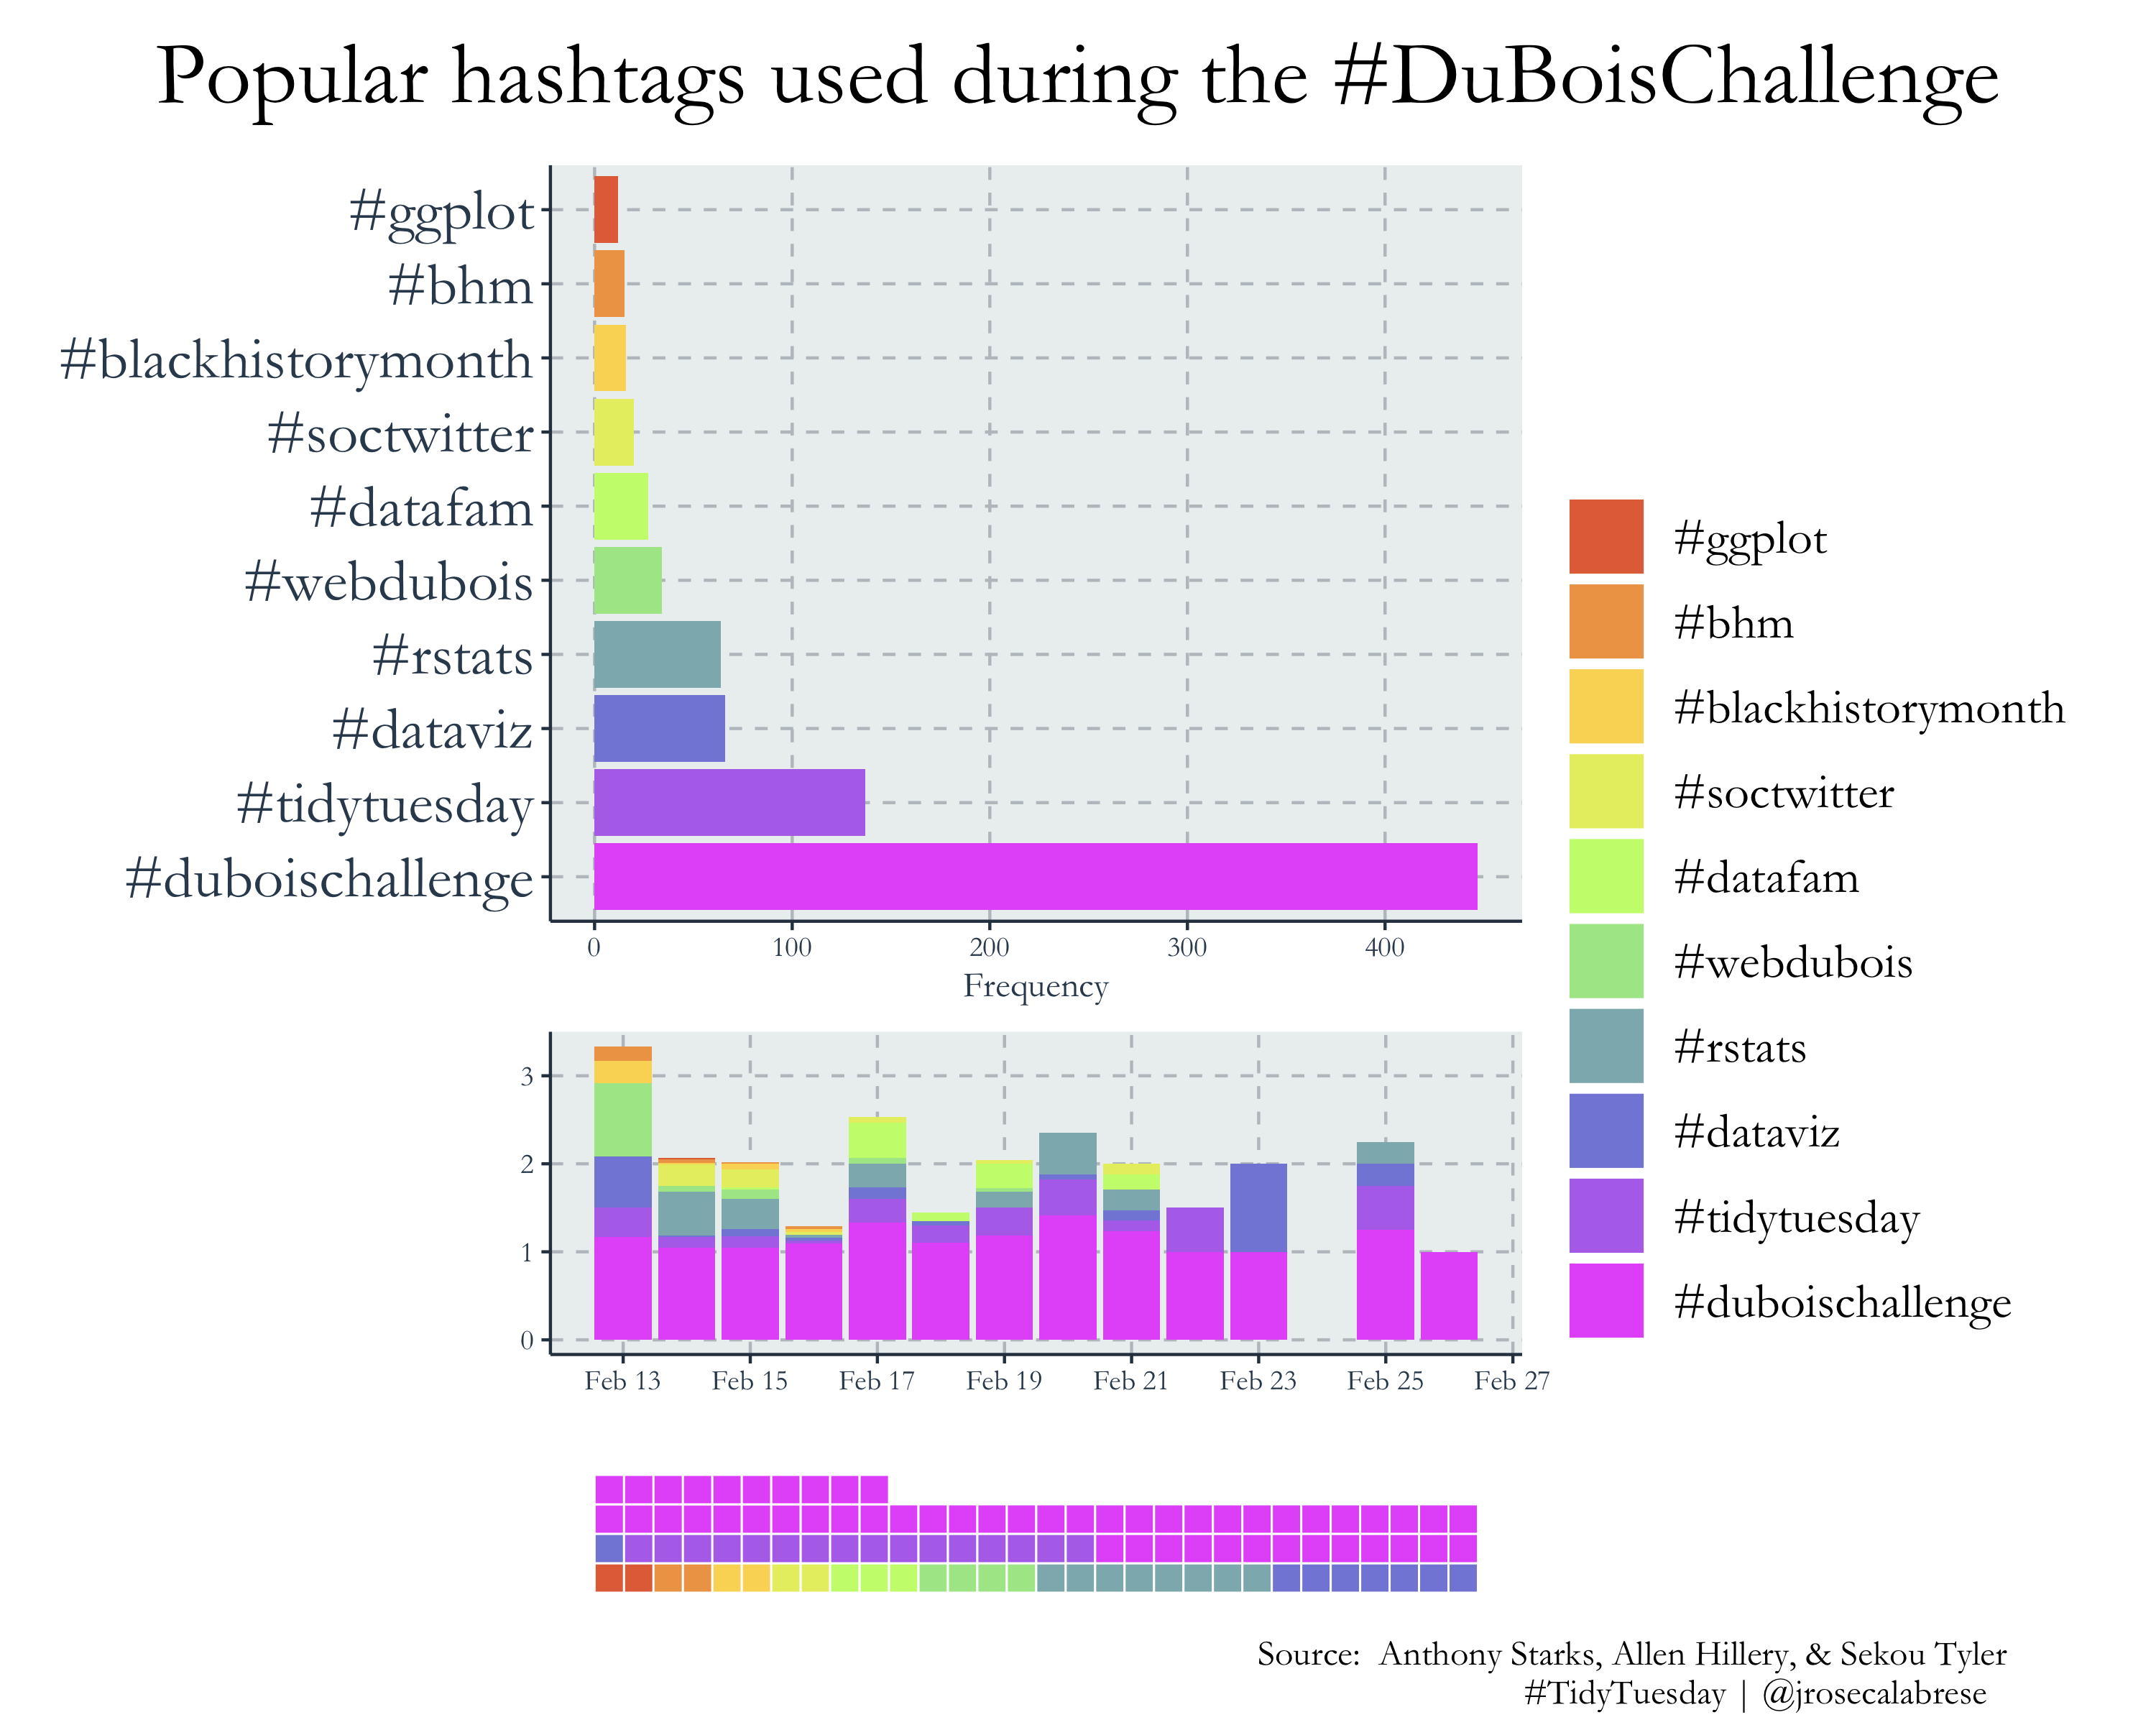 Popular hashtags used during the #DuBoisChallenge
#ggplot
#bhm
#blackhistorymonth
#soctwitter
#datafam
#webdubois
#rstats
#dataviz
#tidytuesday
#duboischallenge
0 100 200 300 400
Frequency
3
2
1
0
Feb 13 Feb 15 Feb 17 Feb 19 Feb 21 Feb 23 Feb 25 Feb 27
#ggplot
#bhm
#blackhistorymonth
#soctwitter
#datafam
#webdubois
#rstats
#dataviz
#tidytuesday
#duboischallenge
Source: Anthony Starks, Allen Hillery, & Sekou Tyler
#TidyTuesday | @jrosecalabrese